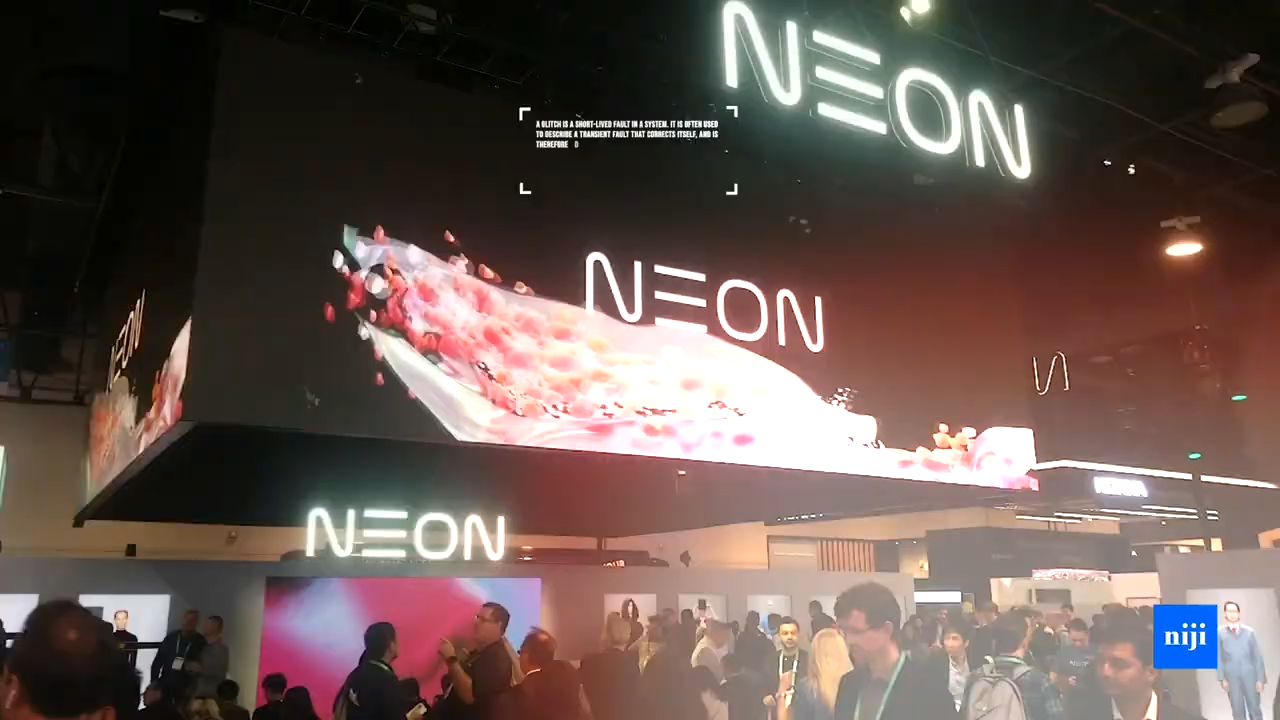 NEON
A GLITCH IS A SHORT-LIVED FAULT IN A SYSTEM. IT IS OFTEN USED
TO DESCRIBE A TRANSIENT FAULT THAT CORRECTS ITSELF, AND IS
THEREFORE D
NEON
NEON
N
NEON
niji